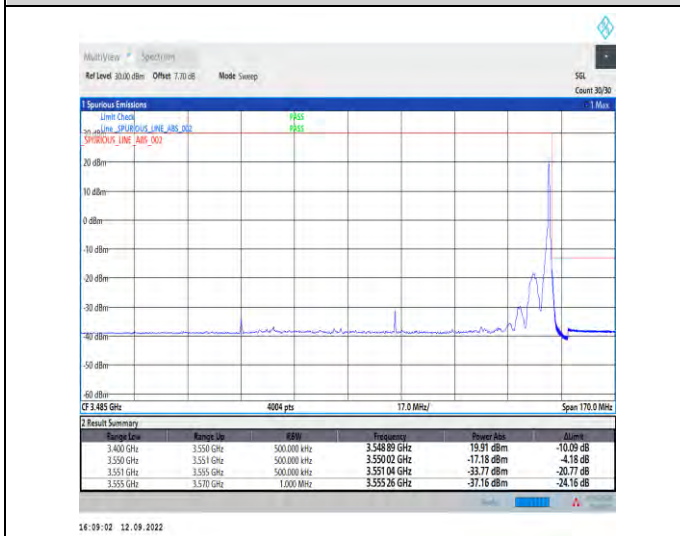 MultiView Spectrum
Ref Level 30.00 dBm Offset 7.70 dB Mode Sweep SGL
Count 30/30
1 Spurious Emissions 1 Max
Limit Check PASS
Line _SPURIOUS_LINE_ABS_002 PASS
_SPURIOUS_LINE_ABS_002
20 dBm
10 dBm
0 dBm
-10 dBm
-20 dBm
-30 dBm
-40 dBm
-50 dBm
-60 dBm
CF 3.485 GHz 4004 pts 17.0 MHz/ Span 170.0 MHz
2 Result Summary
Range Low Range Up RBW Frequency Power Abs ΔLimit
3.400 GHz 3.550 GHz 500.000 kHz 3.548 89 GHz 19.91 dBm -10.09 dB
3.550 GHz 3.551 GHz 500.000 kHz 3.550 02 GHz -17.18 dBm -4.18 dB
3.551 GHz 3.555 GHz 500.000 kHz 3.551 04 GHz -33.77 dBm -20.77 dB
3.555 GHz 3.570 GHz 1.000 MHz 3.555 26 GHz -37.16 dBm -24.16 dB
16:09:02 12.09.2022